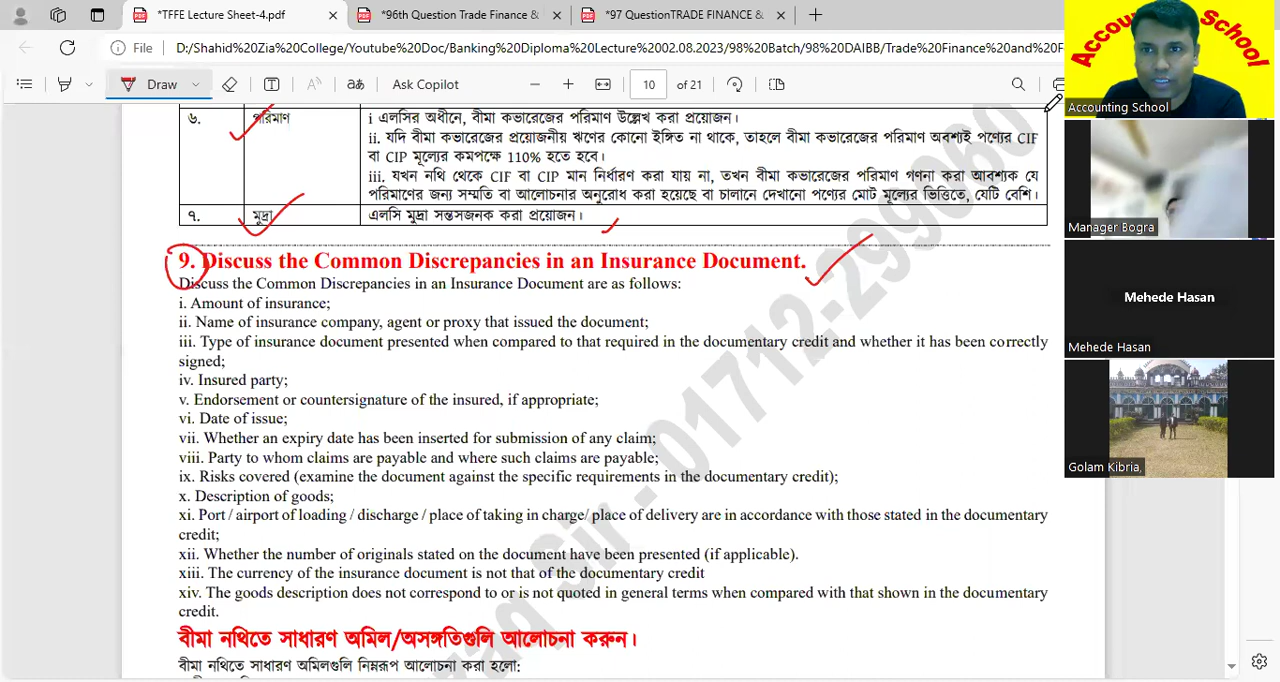 *TFFE Lecture Sheet-4.pdf
*96th Question Trade Finance &
*97 QuestionTRADE FINANCE &
File
D:/Shahid%20Zia%20College/Youtube%20Doc/Banking%20Diploma%20Lecture%2002.08.2023/98%20Batch/98%20DAIBB/Trade%20Finance%20and%20F
Draw
Ask Copilot
10 of 21
৬. পরিমাণ i এলসির অধীনে, বীমা কভারেজের পরিমাণ উল্লেখ করা প্রয়োজন।
ii. যদি বীমা কভারেজের প্রয়োজনীয় ঋণের কোনো ইঙ্গিত না থাকে, তাহলে বীমা কভারেজের পরিমাণ অবশ্যই পণ্যের CIF
বা CIP মূল্যের কমপক্ষে 110% হতে হবে।
iii. যখন নথি থেকে CIF বা CIP মান নির্ধারণ করা যায় না, তখন বীমা কভারেজের পরিমাণ গণনা করা আবশ্যক যে
পরিমাণের জন্য সম্মতি বা আলোচনার অনুরোধ করা হয়েছে বা চালানে দেখানো পণ্যের মোট মূল্যের ভিত্তিতে, যেটি বেশি।
৭. মুদ্রা এলসি মুদ্রা সন্তসজনক করা প্রয়োজন।
9. Discuss the Common Discrepancies in an Insurance Document.
Discuss the Common Discrepancies in an Insurance Document are as follows:
i. Amount of insurance;
ii. Name of insurance company, agent or proxy that issued the document;
iii. Type of insurance document presented when compared to that required in the documentary credit and whether it has been correctly
signed;
iv. Insured party;
v. Endorsement or countersignature of the insured, if appropriate;
vi. Date of issue;
vii. Whether an expiry date has been inserted for submission of any claim;
viii. Party to whom claims are payable and where such claims are payable;
ix. Risks covered (examine the document against the specific requirements in the documentary credit);
x. Description of goods;
xi. Port / airport of loading / discharge / place of taking in charge/ place of delivery are in accordance with those stated in the documentary
credit;
xii. Whether the number of originals stated on the document have been presented (if applicable).
xiii. The currency of the insurance document is not that of the documentary credit
xiv. The goods description does not correspond to or is not quoted in general terms when compared with that shown in the documentary
credit.
বীমা নথিতে সাধারণ অমিল/অসঙ্গতিগুলি আলোচনা করুন।
বীমা নথিতে সাধারণ অমিলগুলি নিম্নরূপ আলোচনা করা হলো:
Sir - 01712-299060
Accounting School
Accounting School
Manager Bogra
Mehede Hasan
Mehede Hasan
Golam Kibria,